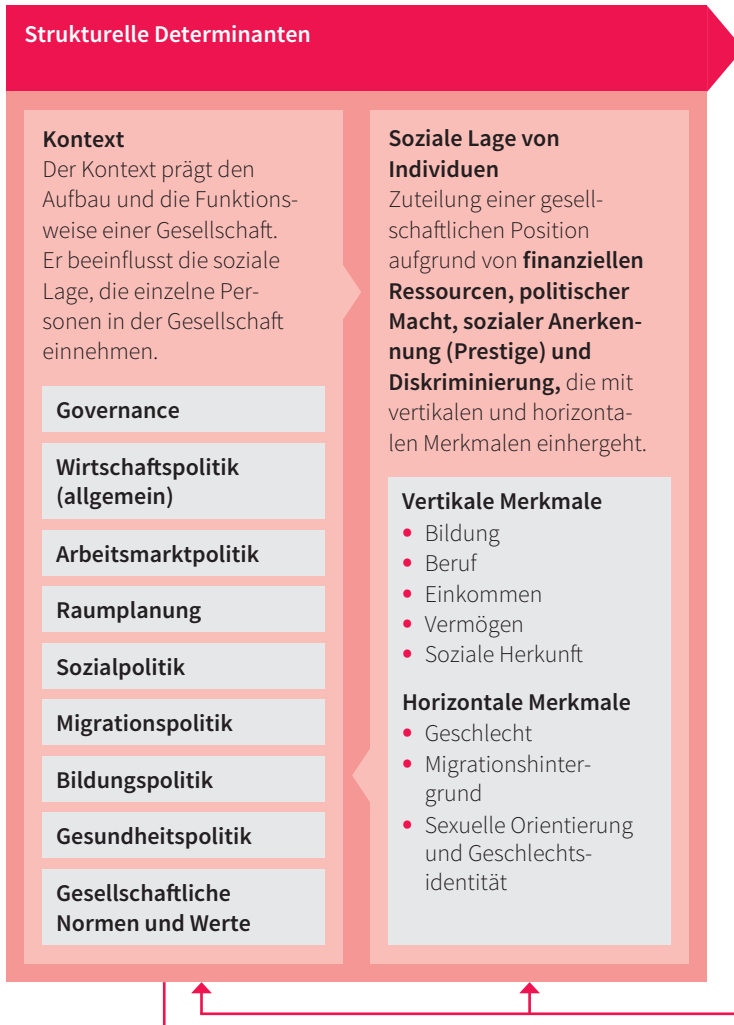 Strukturelle Determinanten
Kontext
Der Kontext prägt den
Aufbau und die Funktions-
weise einer Gesellschaft.
Er beeinflusst die soziale
Lage, die einzelne Per-
sonen in der Gesellschaft
einnehmen.
Governance
Wirtschaftspolitik
(allgemein)
Arbeitsmarktpolitik
Raumplanung
Sozialpolitik
Migrationspolitik
Bildungspolitik
Gesundheitspolitik
Gesellschaftliche
Normen und Werte
Soziale Lage von
Individuen
Zuteilung einer gesell-
schaftlichen Position
aufgrund von finanziellen
Ressourcen, politischer
Macht, sozialer Anerken-
nung (Prestige) und
Diskriminierung, die mit
vertikalen und horizonta-
len Merkmalen einhergeht.
Vertikale Merkmale
• Bildung
• Beruf
• Einkommen
• Vermögen
• Soziale Herkunft
Horizontale Merkmale
• Geschlecht
• Migrationshinter-
grund
• Sexuelle Orientierung
und Geschlechts-
identität